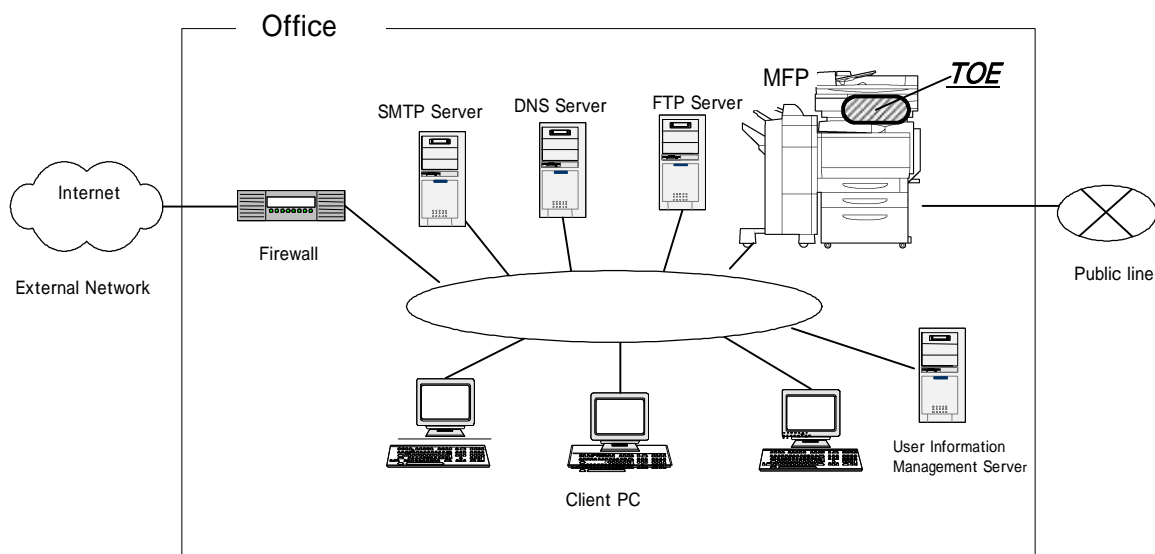 Office
MFP
TOE
SMTP Server
DNS Server
FTP Server
Internet
Firewall
External Network
Public line
User Information
Management Server
Client PC